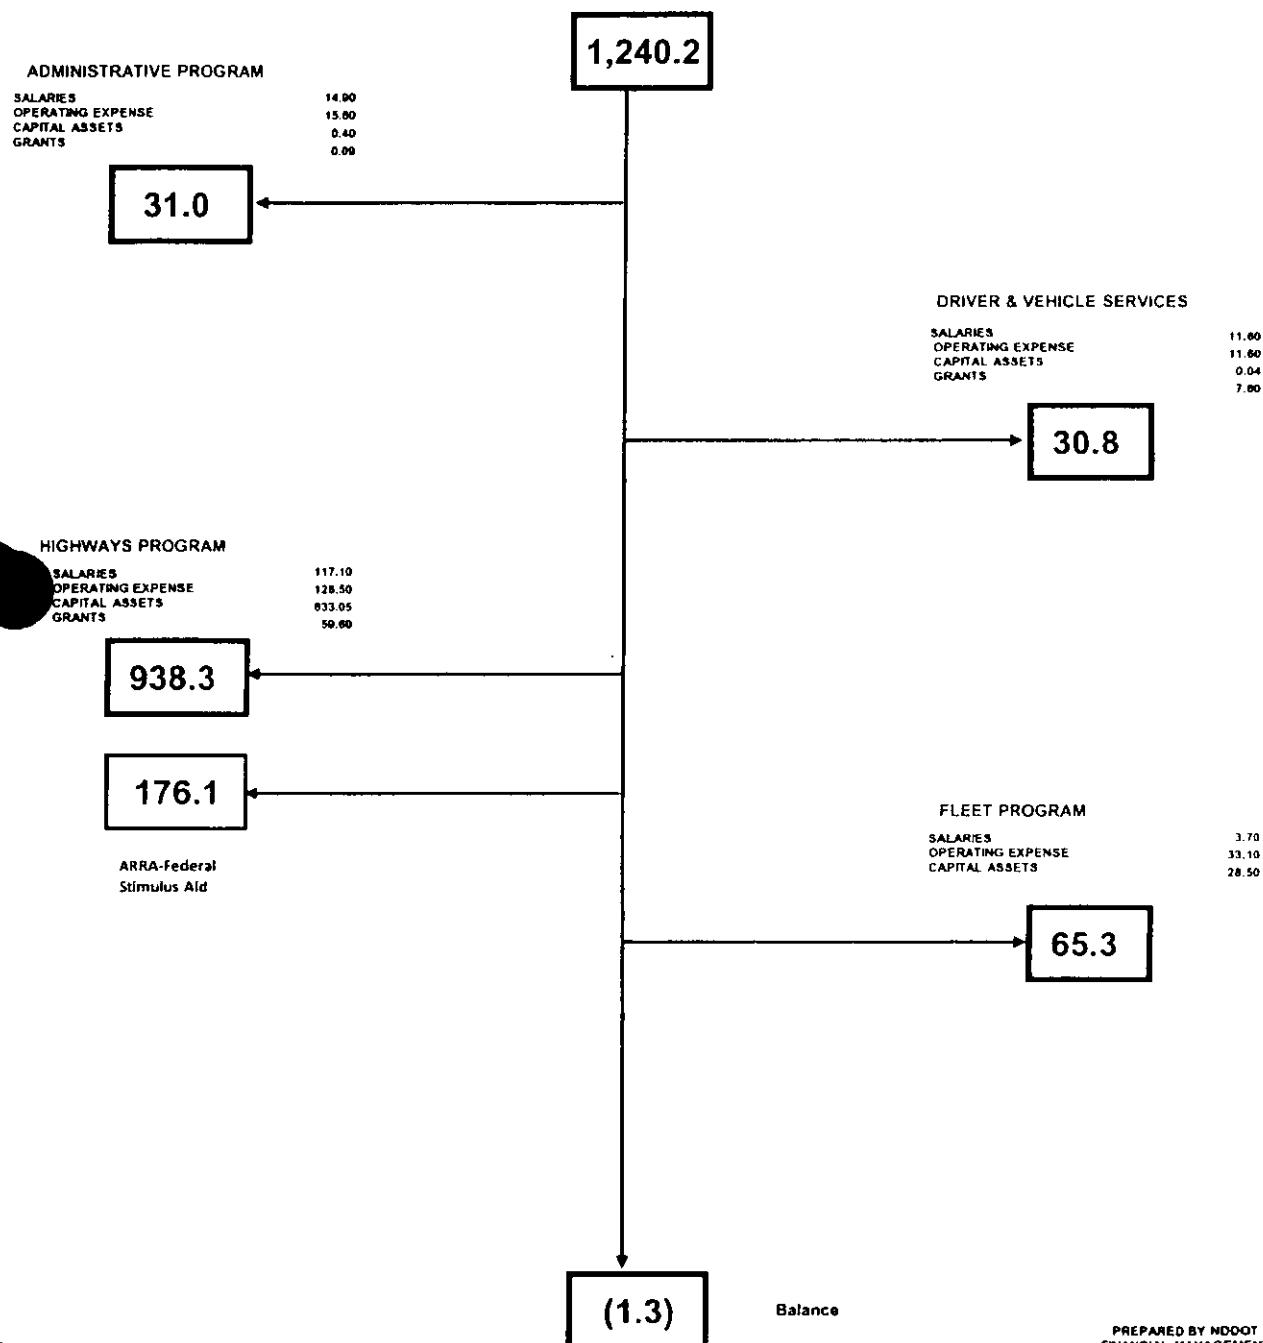 1,240.2
ADMINISTRATIVE PROGRAM
SALARIES 14.90
OPERATING EXPENSE 15.60
CAPITAL ASSETS 0.40
GRANTS 0.09
31.0
DRIVER & VEHICLE SERVICES
SALARIES 11.60
OPERATING EXPENSE 11.60
CAPITAL ASSETS 0.04
GRANTS 7.60
30.8
HIGHWAYS PROGRAM
SALARIES 117.10
OPERATING EXPENSE 128.50
CAPITAL ASSETS 633.05
GRANTS 59.60
938.3
176.1
ARRA-Federal
Stimulus Aid
FLEET PROGRAM
SALARIES 3.70
OPERATING EXPENSE 33.10
CAPITAL ASSETS 28.50
65.3
(1.3) Balance
PREPARED BY NDDOT